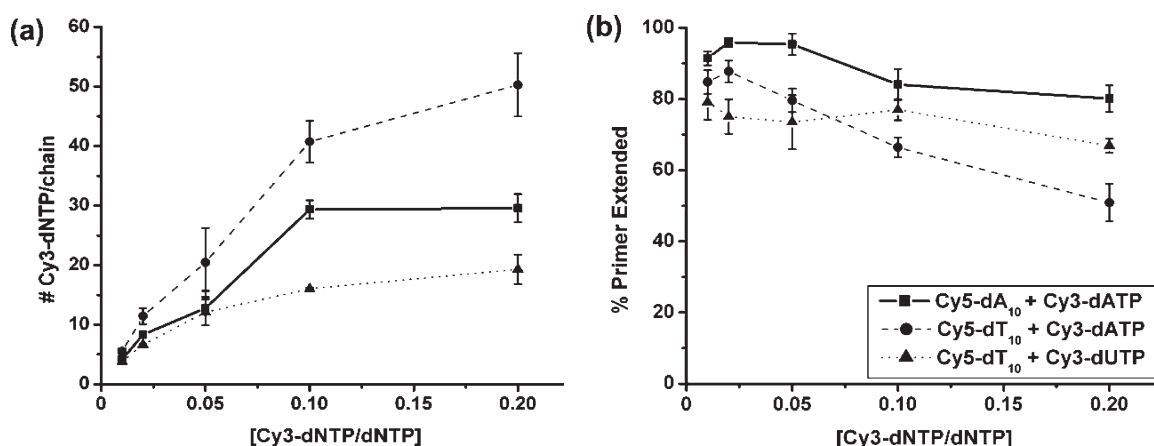 (a)
60
50
40
30
20
10
0
# Cy3-dNTP/chain
0
0.05
0.10
0.15
0.20
[Cy3-dNTP/dNTP]
(b)
100
80
60
40
20
0
% Primer Extended
Cy5-dA₁₀ + Cy3-dATP
Cy5-dT₁₀ + Cy3-dATP
Cy5-dT₁₀ + Cy3-dUTP
0
0.05
0.10
0.15
0.20
[Cy3-dNTP/dNTP]